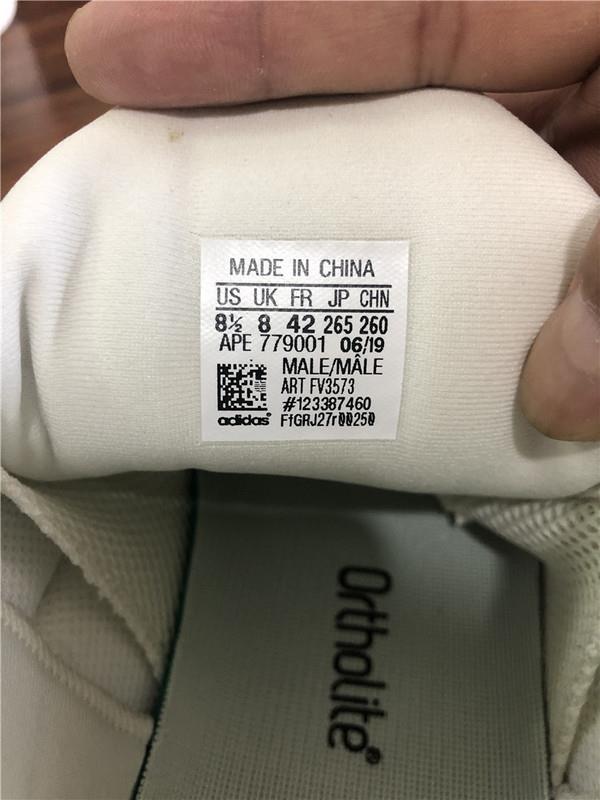 MADE IN CHINA
US UK FR JP CHN
8½ 8 42 265 260
APE 779001 06/19
MALE/MÂLE
ART FV3573
#123387460
adidas® FfGRJ27r00250
Ortholite®